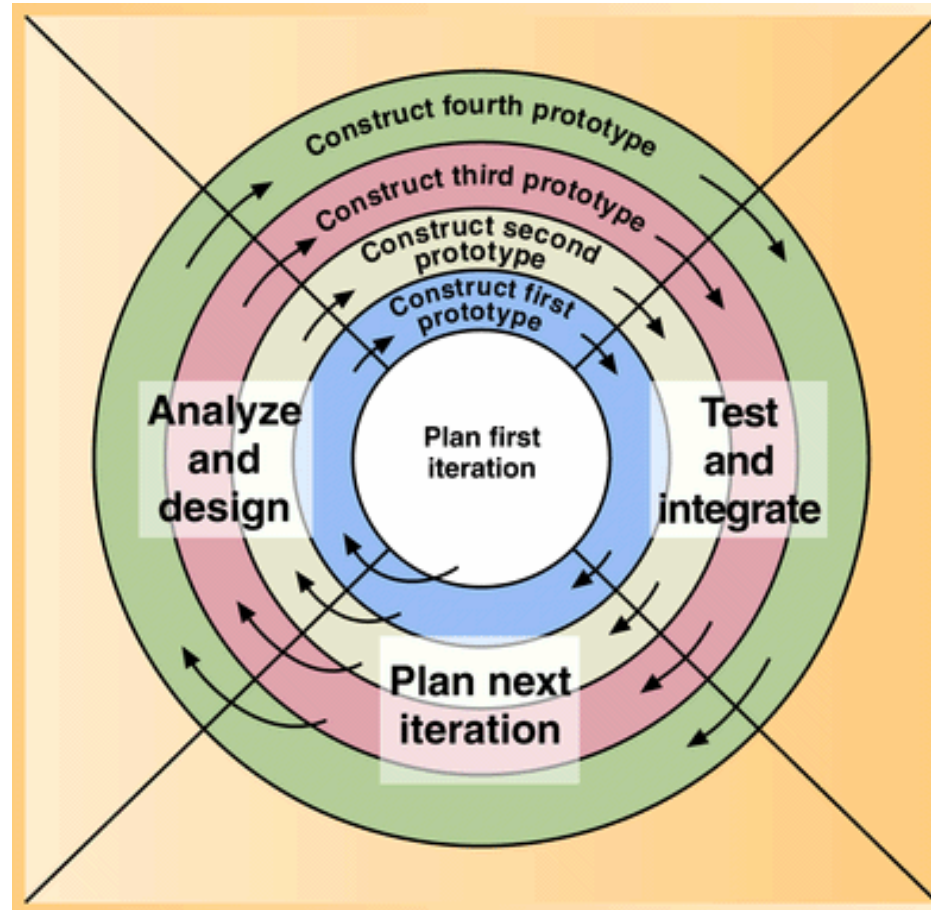 Construct fourth prototype
Construct third prototype
Construct second
prototype
Construct first
prototype
Plan first
iteration
Analyze
and
design
Test
and
integrate
Plan next
iteration